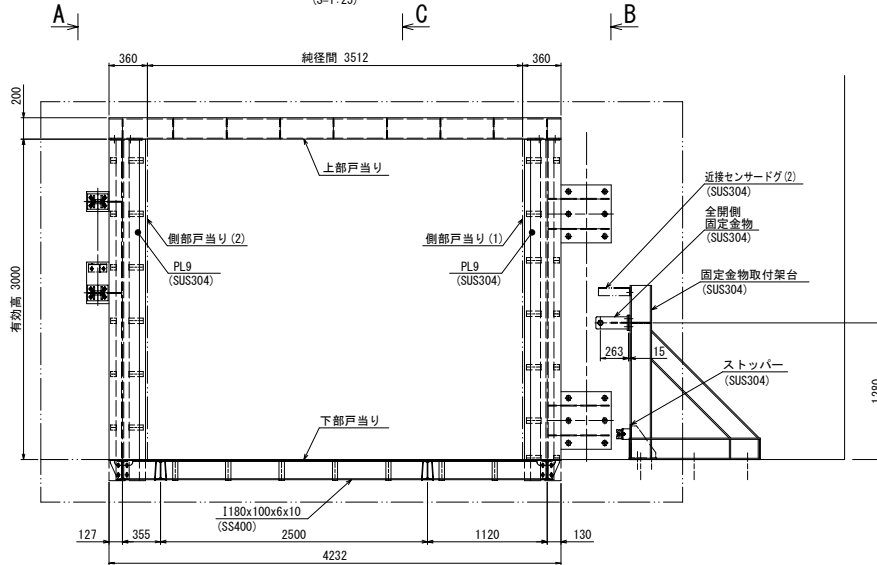 (S=1:25)
A
C
B
360
純径間 3512
360
200
上部戸当り
近接センサードグ(2)
(SUS304)
全開側
固定金物
(SUS304)
側部戸当り(2)
側部戸当り(1)
PL9
(SUS304)
PL9
(SUS304)
固定金物取付架台
(SUS304)
有効高 3000
263
15
ストッパー
(SUS304)
1280
下部戸当り
I180x100x6x10
(SS400)
127
355
2500
1120
130
4232